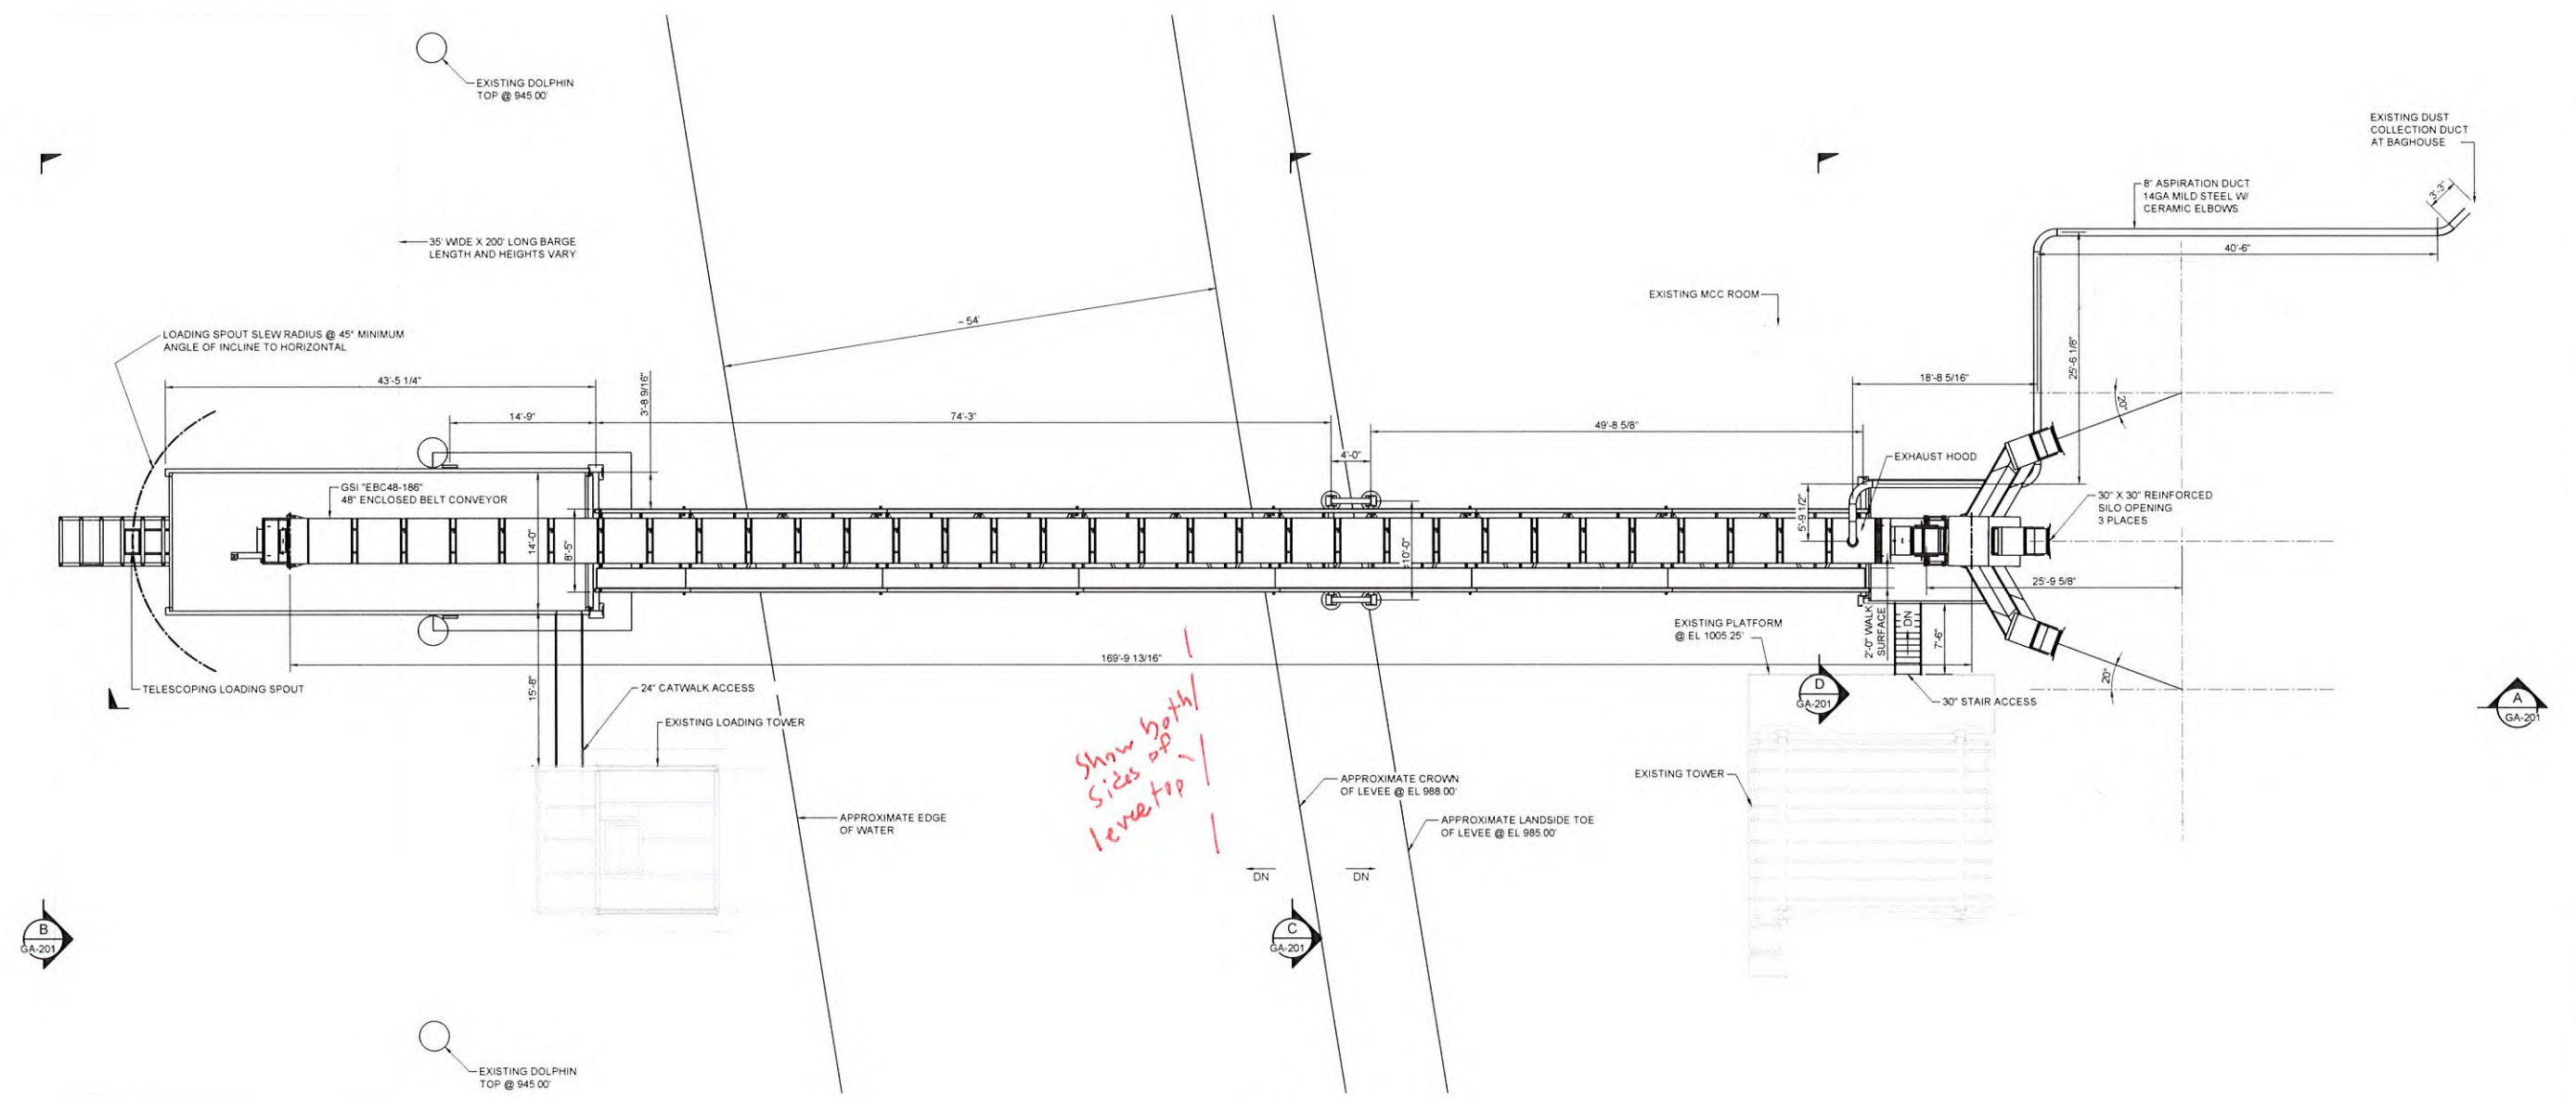 EXISTING DOLPHIN
TOP @ 945.00'
EXISTING DUST
COLLECTION DUCT
AT BAGHOUSE
8" ASPIRATION DUCT
14GA MILD STEEL W/
CERAMIC ELBOWS
3'-3"
35' WIDE X 200' LONG BARGE
LENGTH AND HEIGHTS VARY
40'-6"
EXISTING MCC ROOM
~ 54'
LOADING SPOUT SLEW RADIUS @ 45° MINIMUM
ANGLE OF INCLINE TO HORIZONTAL
25'-6 1/8"
43'-5 1/4"
3'-8 9/16"
18'-8 5/16"
20°
14'-9"
74'-3"
49'-8 5/8"
4'-0"
EXHAUST HOOD
GSI "EBC48-186"
48" ENCLOSED BELT CONVEYOR
30" X 30" REINFORCED
SILO OPENING
3 PLACES
5'-9 1/2"
14'-0"
8'-5"
10'-0"
25'-9 5/8"
EXISTING PLATFORM
@ EL 1005.25'
2'-0" WALK
SURFACE
DN
7'-6"
169'-9 13/16"
20°
TELESCOPING LOADING SPOUT
15'-8"
24" CATWALK ACCESS
D
GA-201
30" STAIR ACCESS
A
GA-201
EXISTING LOADING TOWER
Show both
sides of
levee top
EXISTING TOWER
APPROXIMATE CROWN
OF LEVEE @ EL 988.00'
APPROXIMATE EDGE
OF WATER
APPROXIMATE LANDSIDE TOE
OF LEVEE @ EL 985.00'
DN
DN
B
GA-201
C
GA-201
EXISTING DOLPHIN
TOP @ 945.00'